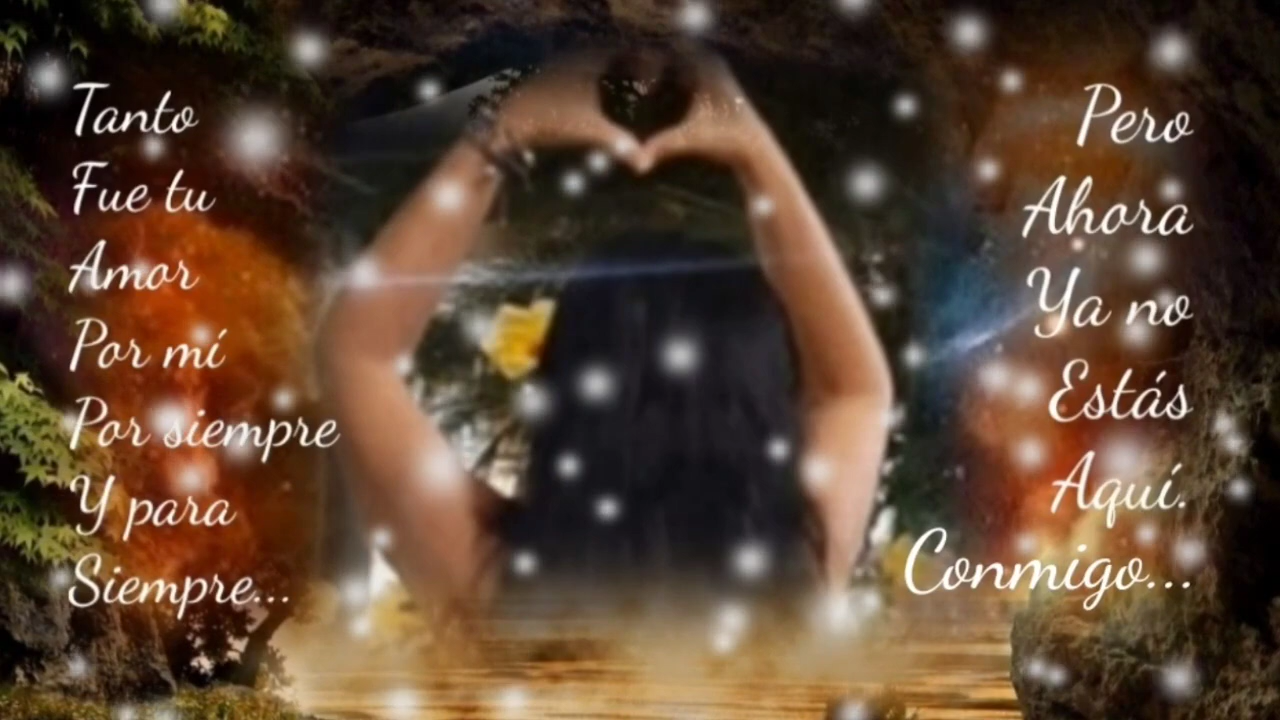 Tanto
Fue tu
Amor
Por mí
Por siempre
Y para
Siempre...
Pero
Ahora
Ya no
Estás
Aquí.
Conmigo...